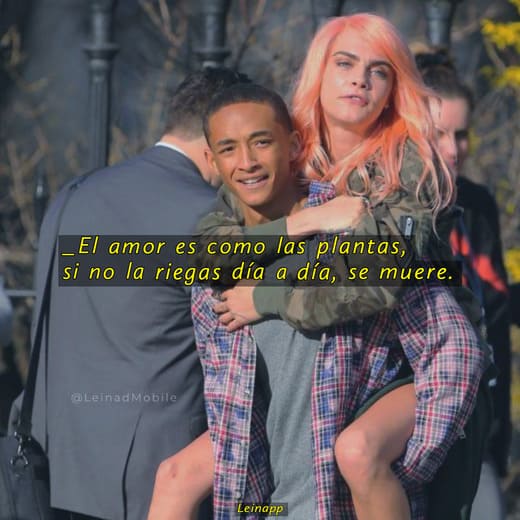 _El amor es como las plantas,
si no la riegas día a día, se muere.
@LeinadMobile
Leinapp